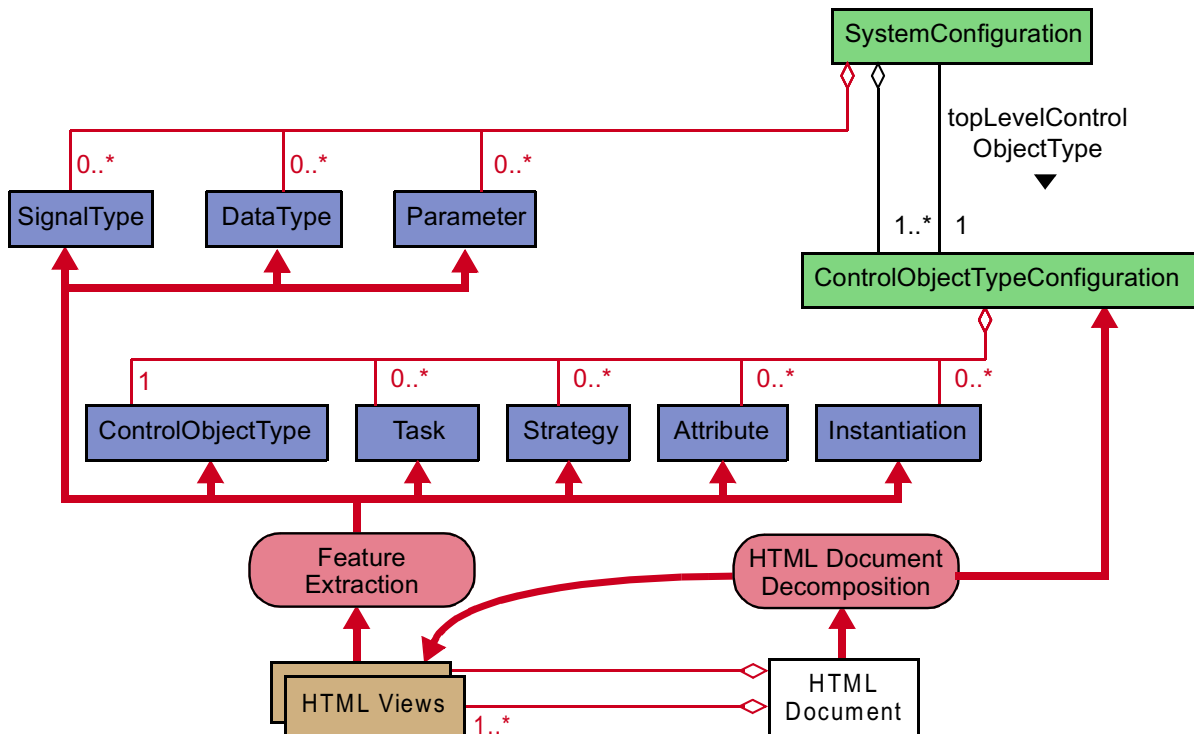 SystemConfiguration
topLevelControl
ObjectType
0..*
0..*
0..*
SignalType
DataType
Parameter
1..*
1
ControlObjectTypeConfiguration
1
0..*
0..*
0..*
0..*
ControlObjectType
Task
Strategy
Attribute
Instantiation
Feature
Extraction
HTML Document
Decomposition
HTML Views
1..*
HTML
Document